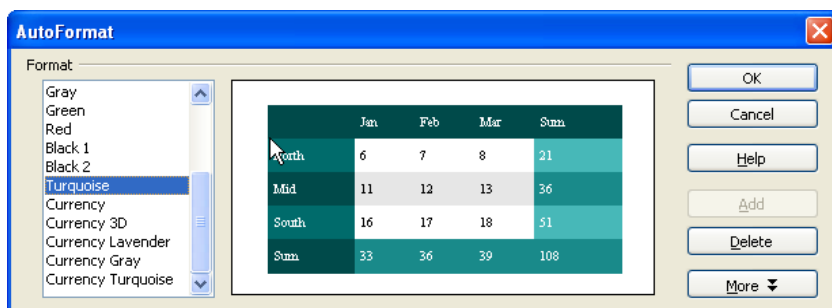 AutoFormat
Format
Gray
Green
Red
Black 1
Black 2
Turquoise
Currency
Currency 3D
Currency Lavender
Currency Gray
Currency Turquoise
Jan Feb Mar Sum
North 6 7 8 21
Mid 11 12 13 36
South 16 17 18 51
Sum 33 36 39 108
OK
Cancel
Help
Add
Delete
More